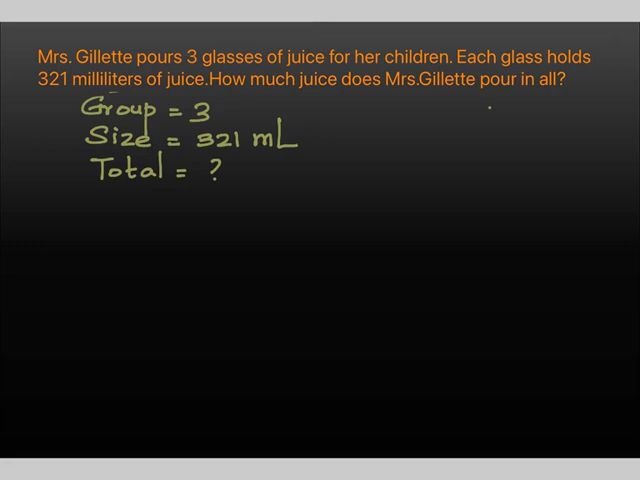 Mrs. Gillette pours 3 glasses of juice for her children. Each glass holds
321 milliliters of juice.How much juice does Mrs.Gillette pour in all?
Group = 3
Size = 321 mL
Total = ?